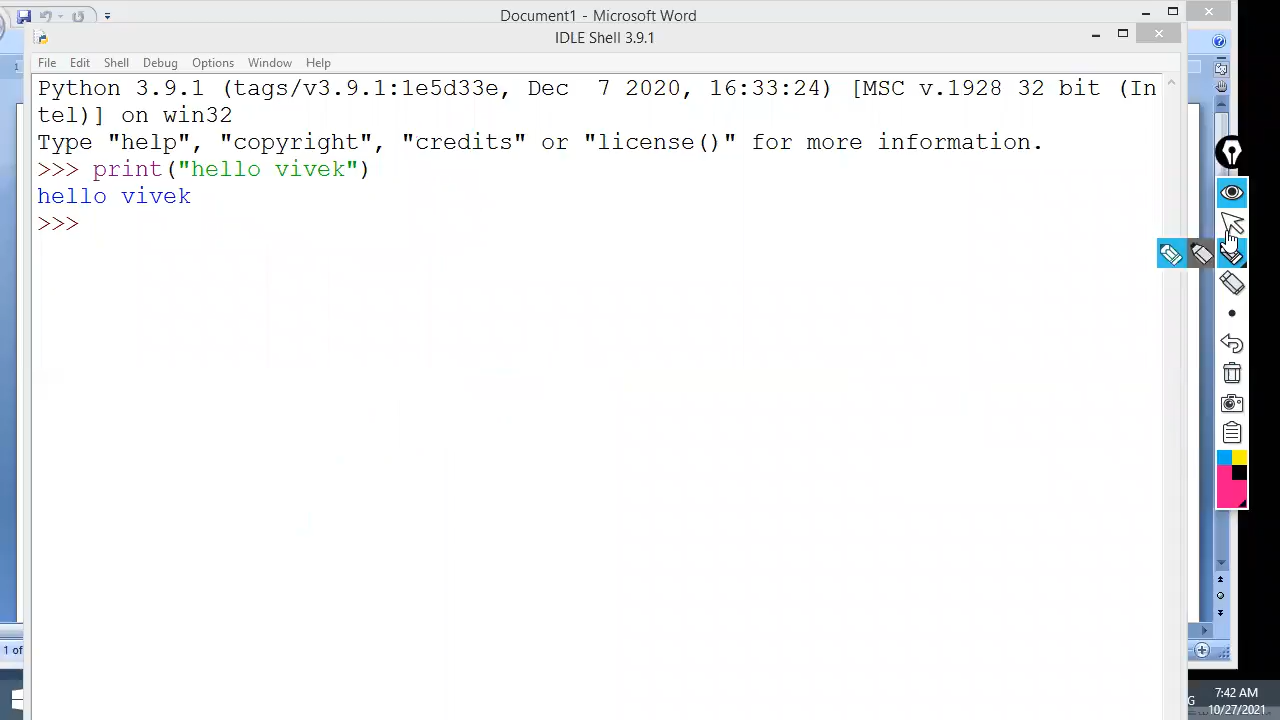 Document1 - Microsoft Word
IDLE Shell 3.9.1
File Edit Shell Debug Options Window Help
Python 3.9.1 (tags/v3.9.1:1e5d33e, Dec  7 2020, 16:33:24) [MSC v.1928 32 bit (In
tel)] on win32
Type "help", "copyright", "credits" or "license()" for more information.
>>> print("hello vivek")
hello vivek
>>>
1 of
G
7:42 AM
10/27/2021